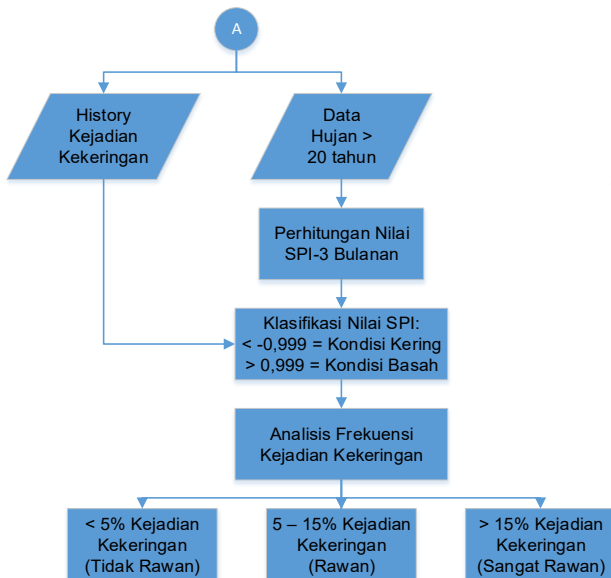 A
History
Kejadian
Kekeringan
Data
Hujan >
20 tahun
Perhitungan Nilai
SPI-3 Bulanan
Klasifikasi Nilai SPI:
< -0,999 = Kondisi Kering
> 0,999 = Kondisi Basah
Analisis Frekuensi
Kejadian Kekeringan
< 5% Kejadian
Kekeringan
(Tidak Rawan)
5 – 15% Kejadian
Kekeringan
(Rawan)
> 15% Kejadian
Kekeringan
(Sangat Rawan)